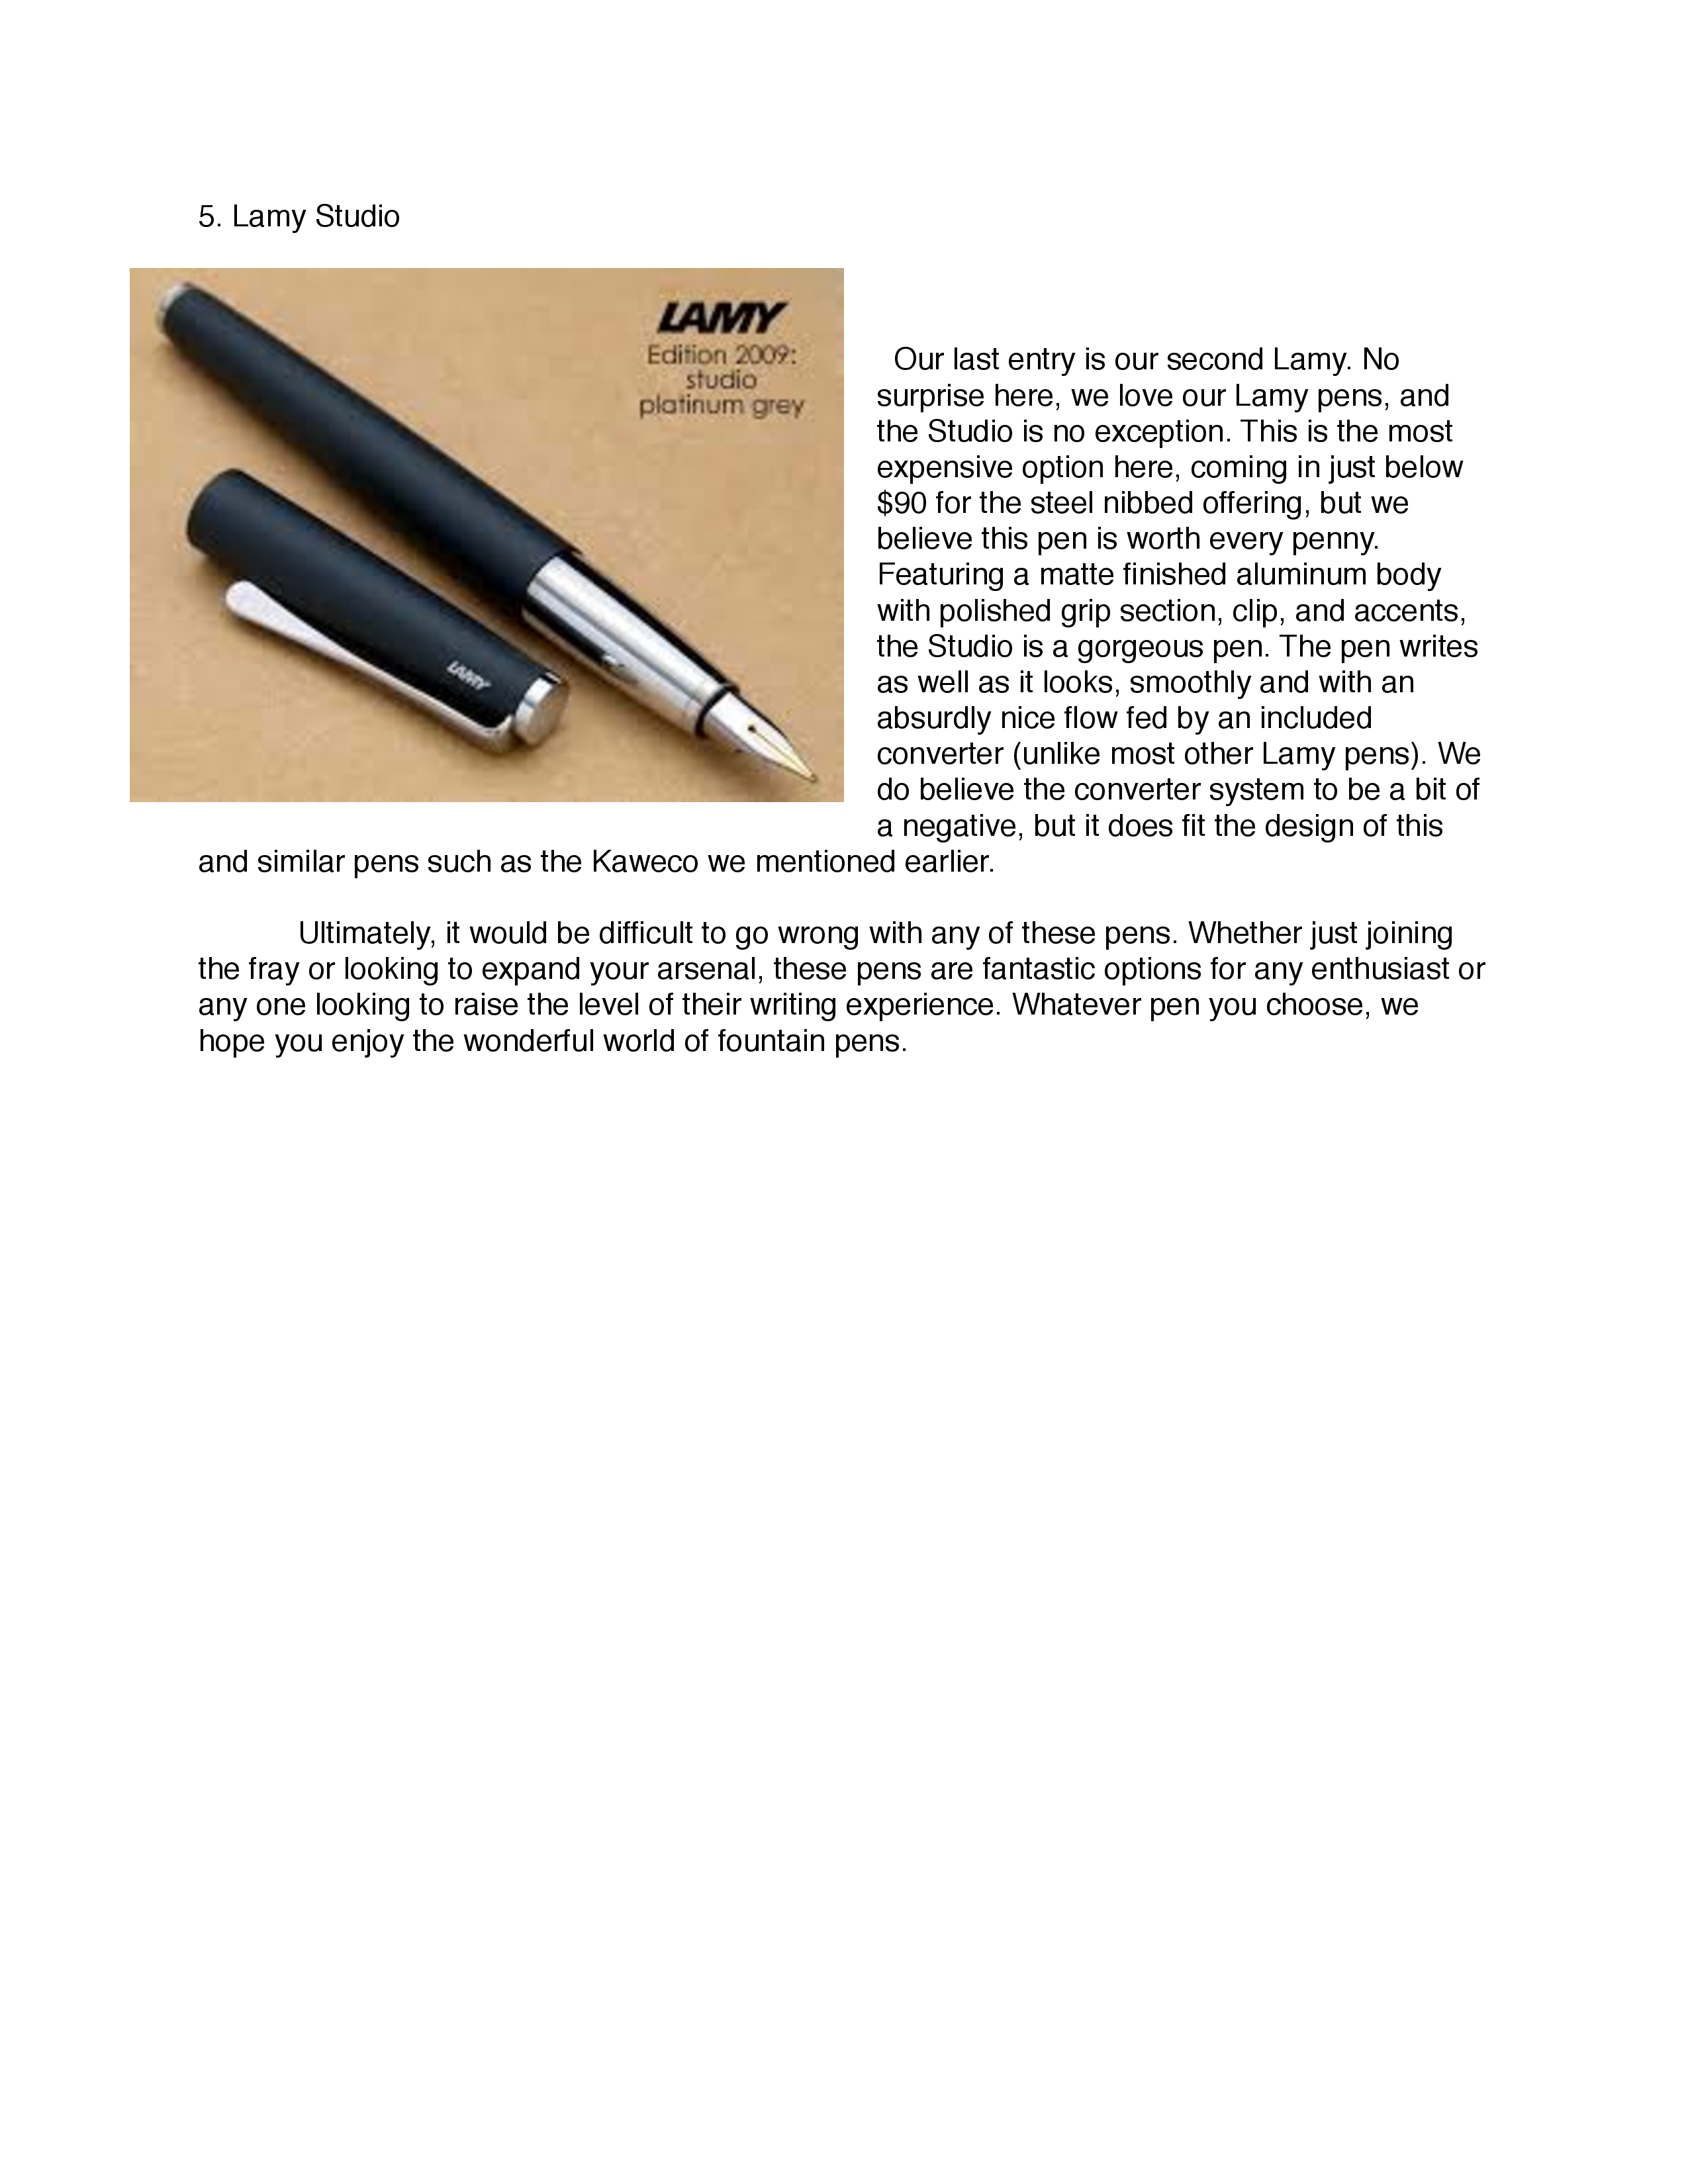 5. Lamy Studio
LAMY
Edition 2009:
studio
platinum grey
LAMY
Our last entry is our second Lamy. No
surprise here, we love our Lamy pens, and
the Studio is no exception. This is the most
expensive option here, coming in just below
$90 for the steel nibbed offering, but we
believe this pen is worth every penny.
Featuring a matte finished aluminum body
with polished grip section, clip, and accents,
the Studio is a gorgeous pen. The pen writes
as well as it looks, smoothly and with an
absurdly nice flow fed by an included
converter (unlike most other Lamy pens). We
do believe the converter system to be a bit of
a negative, but it does fit the design of this
and similar pens such as the Kaweco we mentioned earlier.
Ultimately, it would be difficult to go wrong with any of these pens. Whether just joining
the fray or looking to expand your arsenal, these pens are fantastic options for any enthusiast or
any one looking to raise the level of their writing experience. Whatever pen you choose, we
hope you enjoy the wonderful world of fountain pens.